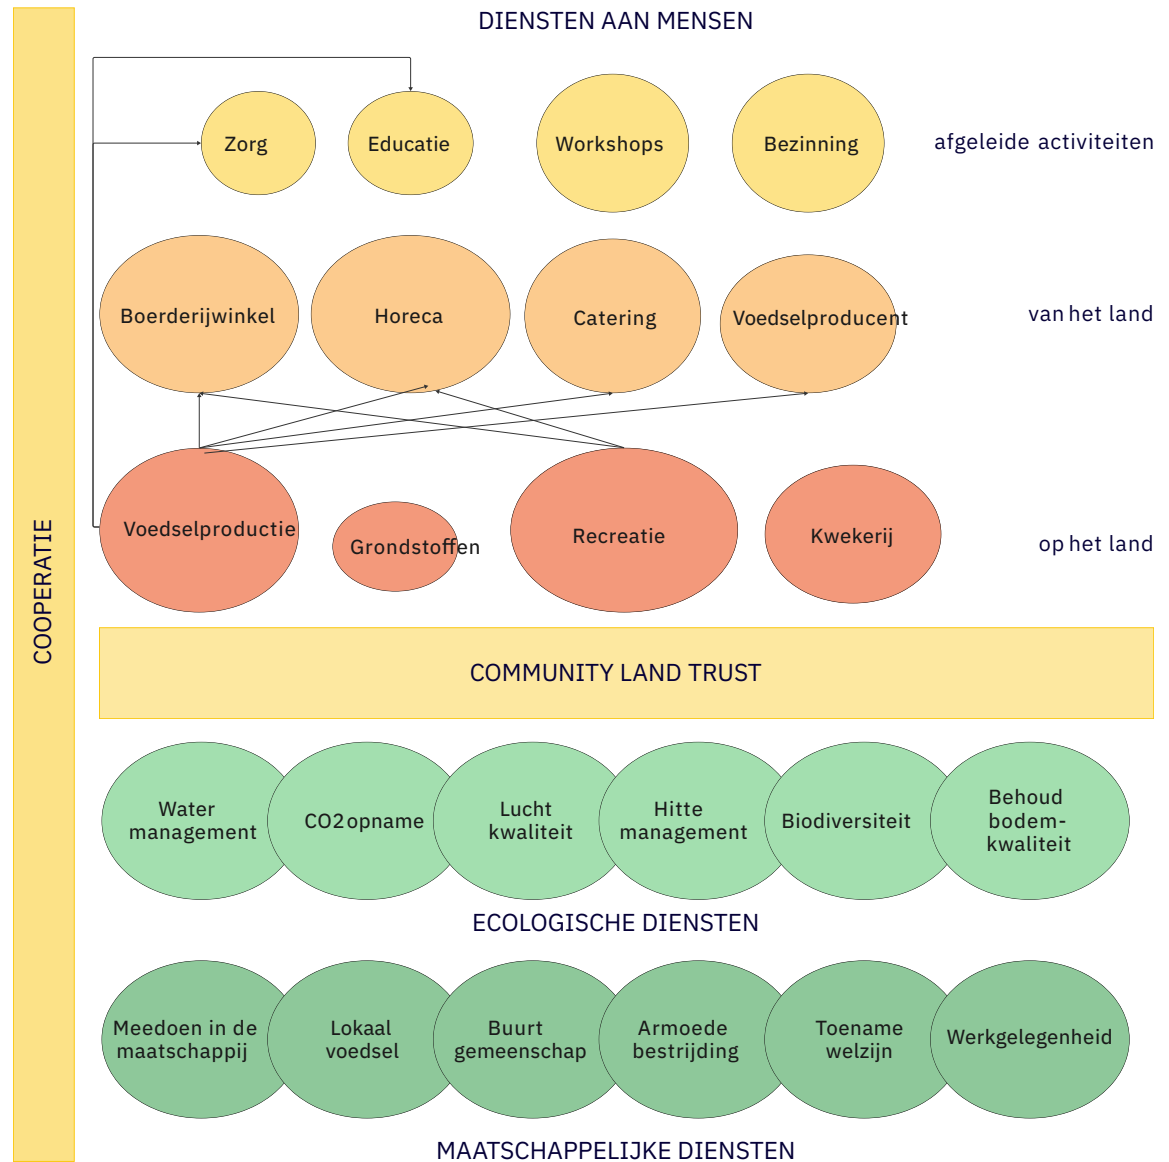 DIENSTEN AAN MENSEN
Zorg
Educatie
Workshops
Bezinning
afgeleide activiteiten
Boerderijwinkel
Horeca
Catering
Voedselproducent
van het land
Voedselproductie
Grondstoffen
Recreatie
Kwekerij
op het land
COOPERATIE
COMMUNITY LAND TRUST
Water
management
CO2 opname
Lucht
kwaliteit
Hitte
management
Biodiversiteit
Behoud
bodem-
kwaliteit
ECOLOGISCHE DIENSTEN
Meedoen in de
maatschappij
Lokaal
voedsel
Buurt
gemeenschap
Armoede
bestrijding
Toename
welzijn
Werkgelegenheid
MAATSCHAPPELIJKE DIENSTEN